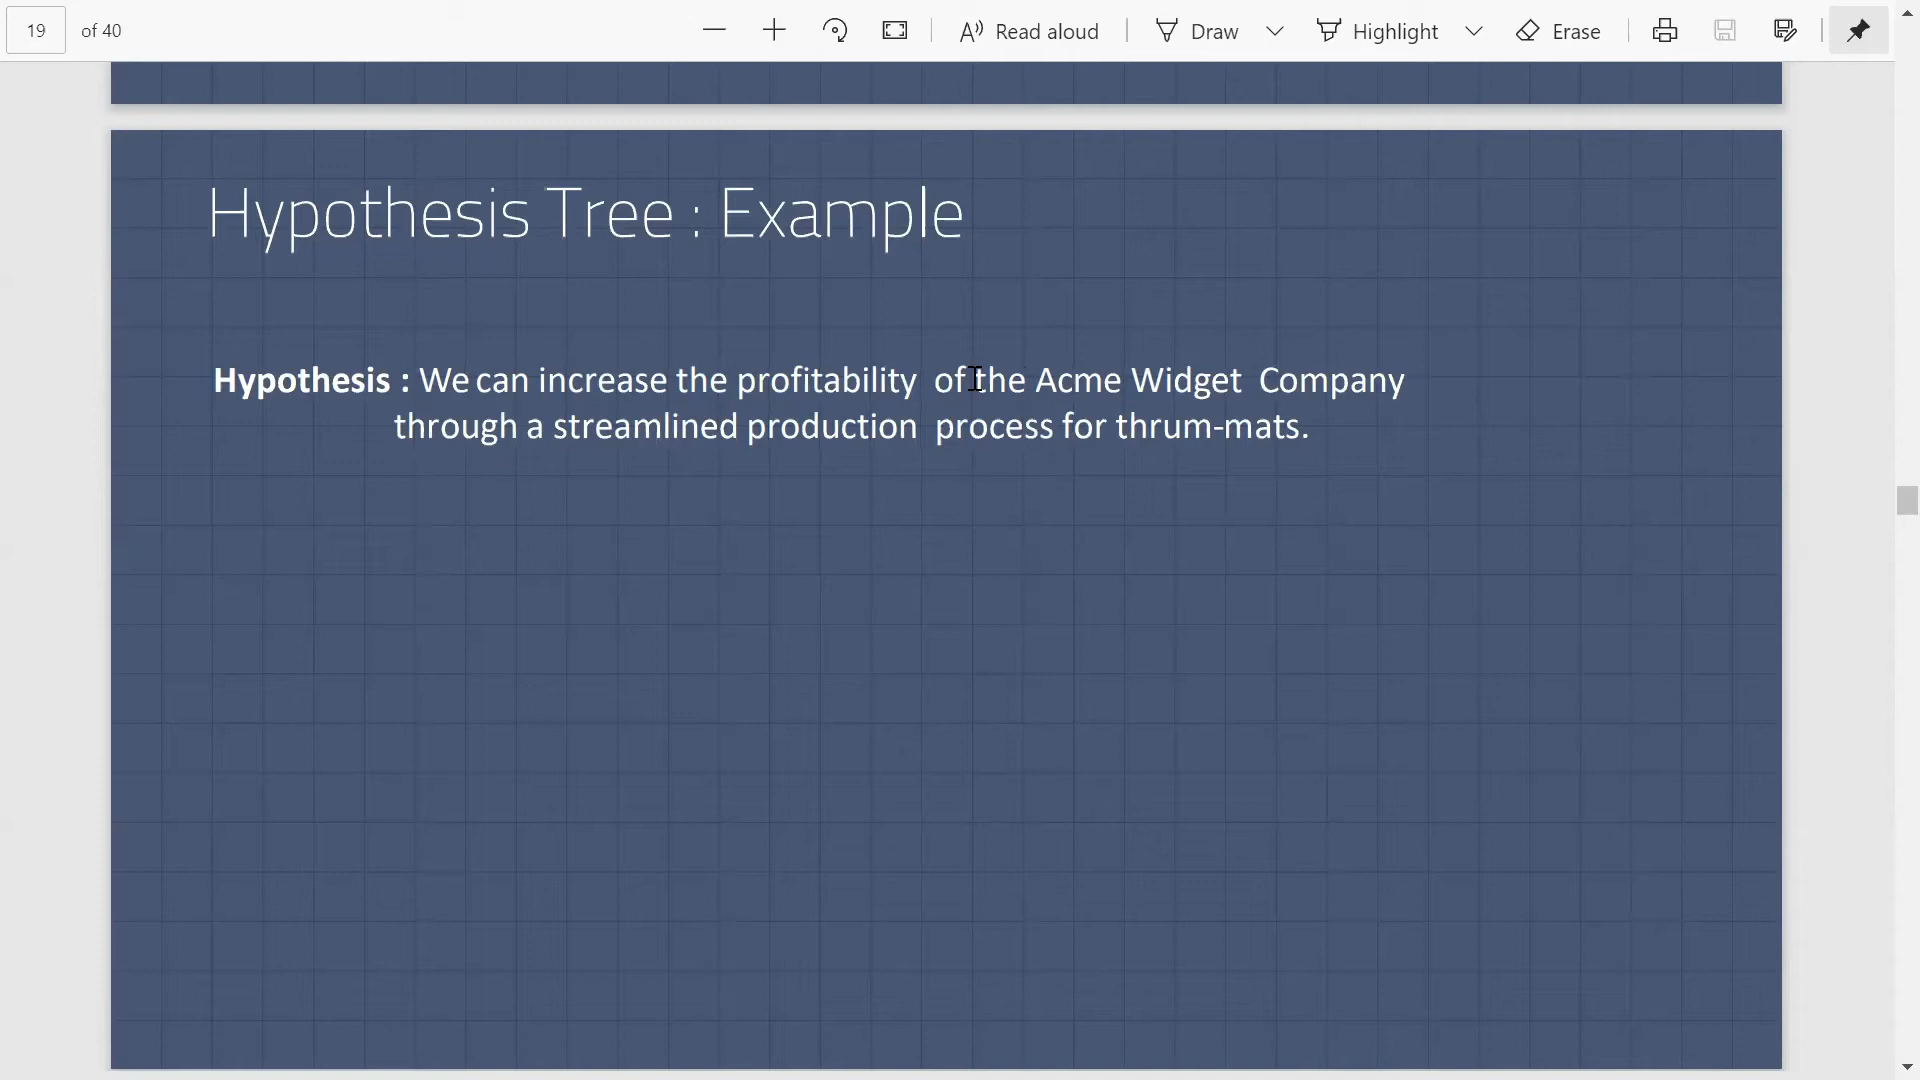 19 of 40 Read aloud Draw Highlight Erase
Hypothesis Tree : Example
Hypothesis : We can increase the profitability of the Acme Widget Company
through a streamlined production process for thrum-mats.